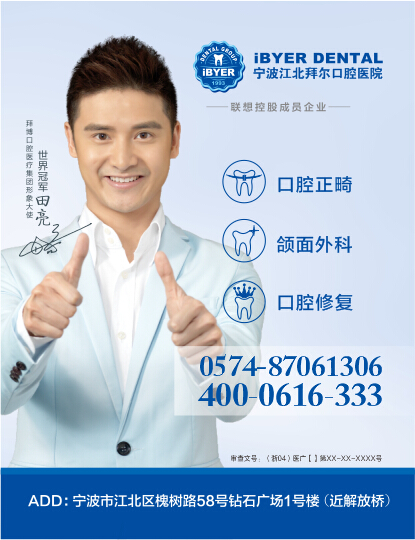 DENTAL GROUP
iBYER
1993
iBYER DENTAL
宁波江北拜尔口腔医院
联想控股成员企业
拜博口腔医疗集团形象大使
世界冠军 田亮
口腔正畸
颌面外科
口腔修复
0574-87061306
400-0616-333
审查文号:(浙04)医广【】第XX-XX-XXXX号
ADD:宁波市江北区槐树路58号钻石广场1号楼(近解放桥)